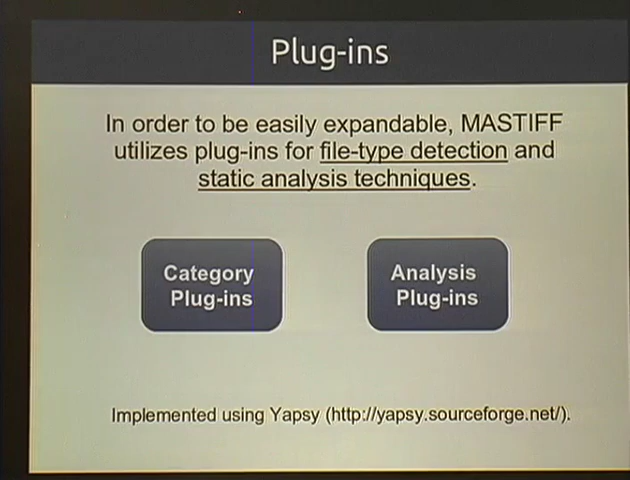 Plug-ins
In order to be easily expandable, MASTIFF
utilizes plug-ins for file-type detection and
static analysis techniques.
Category
Plug-ins
Analysis
Plug-ins
Implemented using Yapsy (http://yapsy.sourceforge.net/).